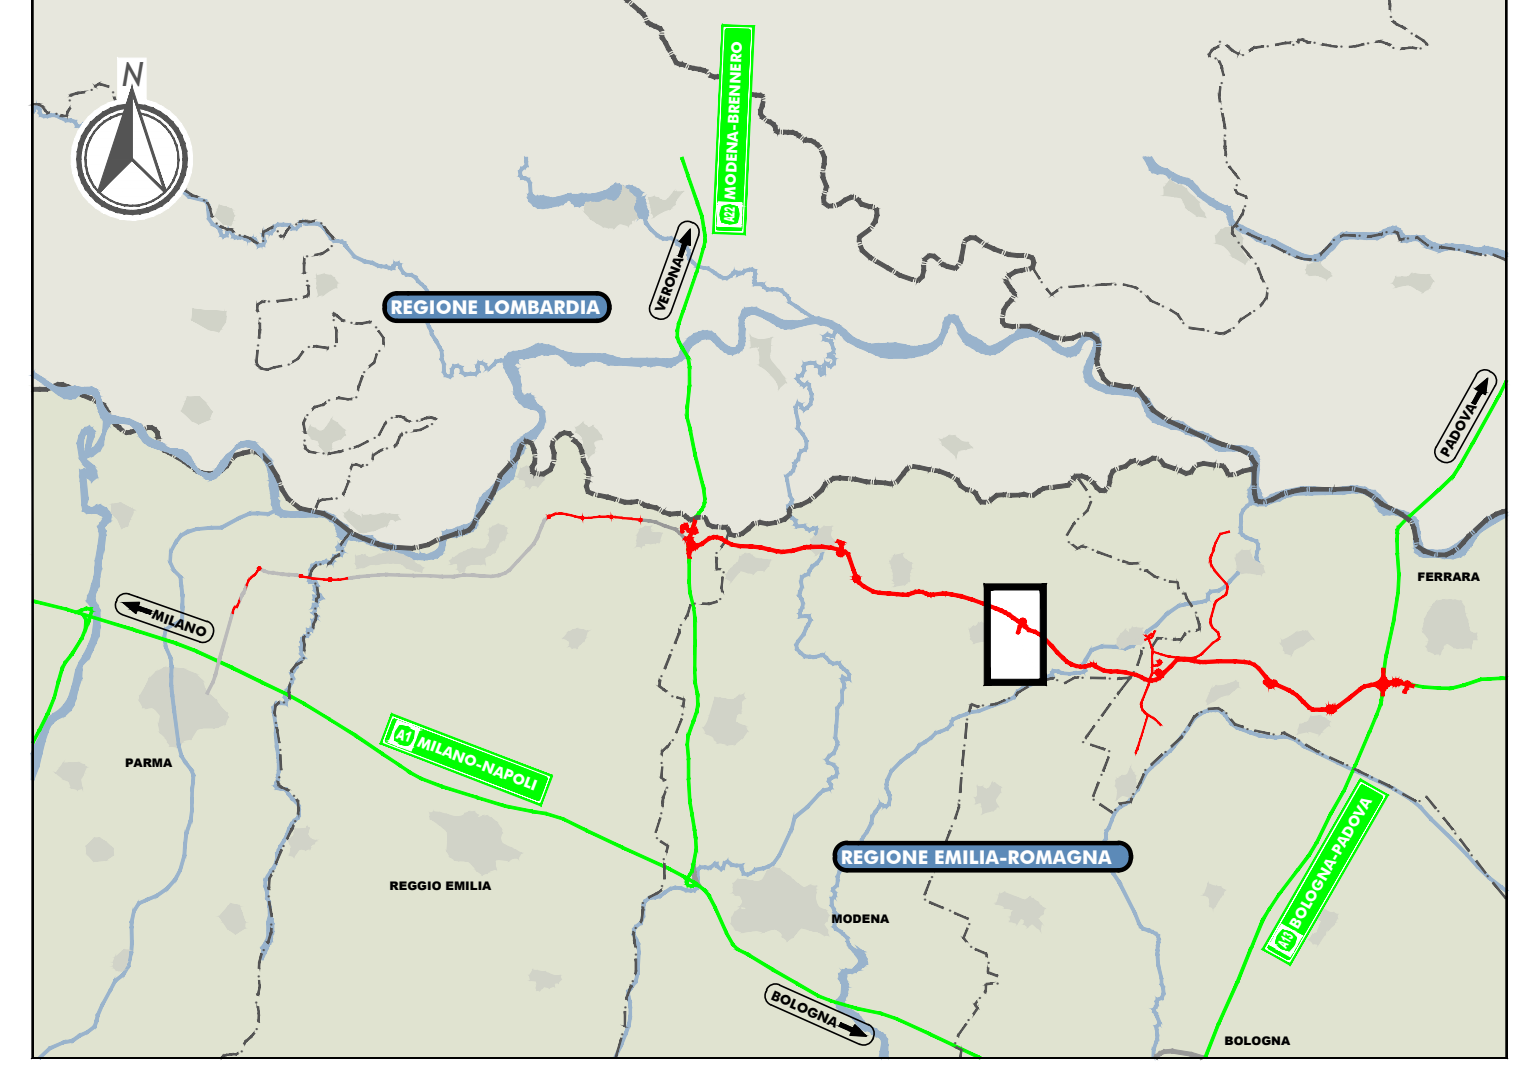 N
A22 MODENA-BRENNERO
VERONA
REGIONE LOMBARDIA
PADOVA
FERRARA
MILANO
PARMA
A1 MILANO-NAPOLI
REGGIO EMILIA
REGIONE EMILIA-ROMAGNA
MODENA
A13 BOLOGNA-PADOVA
BOLOGNA
BOLOGNA